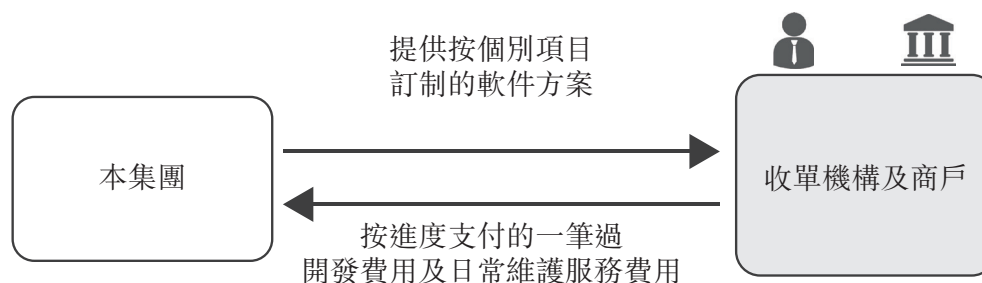 提供按個別項目
訂制的軟件方案
本集團
收單機構及商戶
按進度支付的一筆過
開發費用及日常維護服務費用